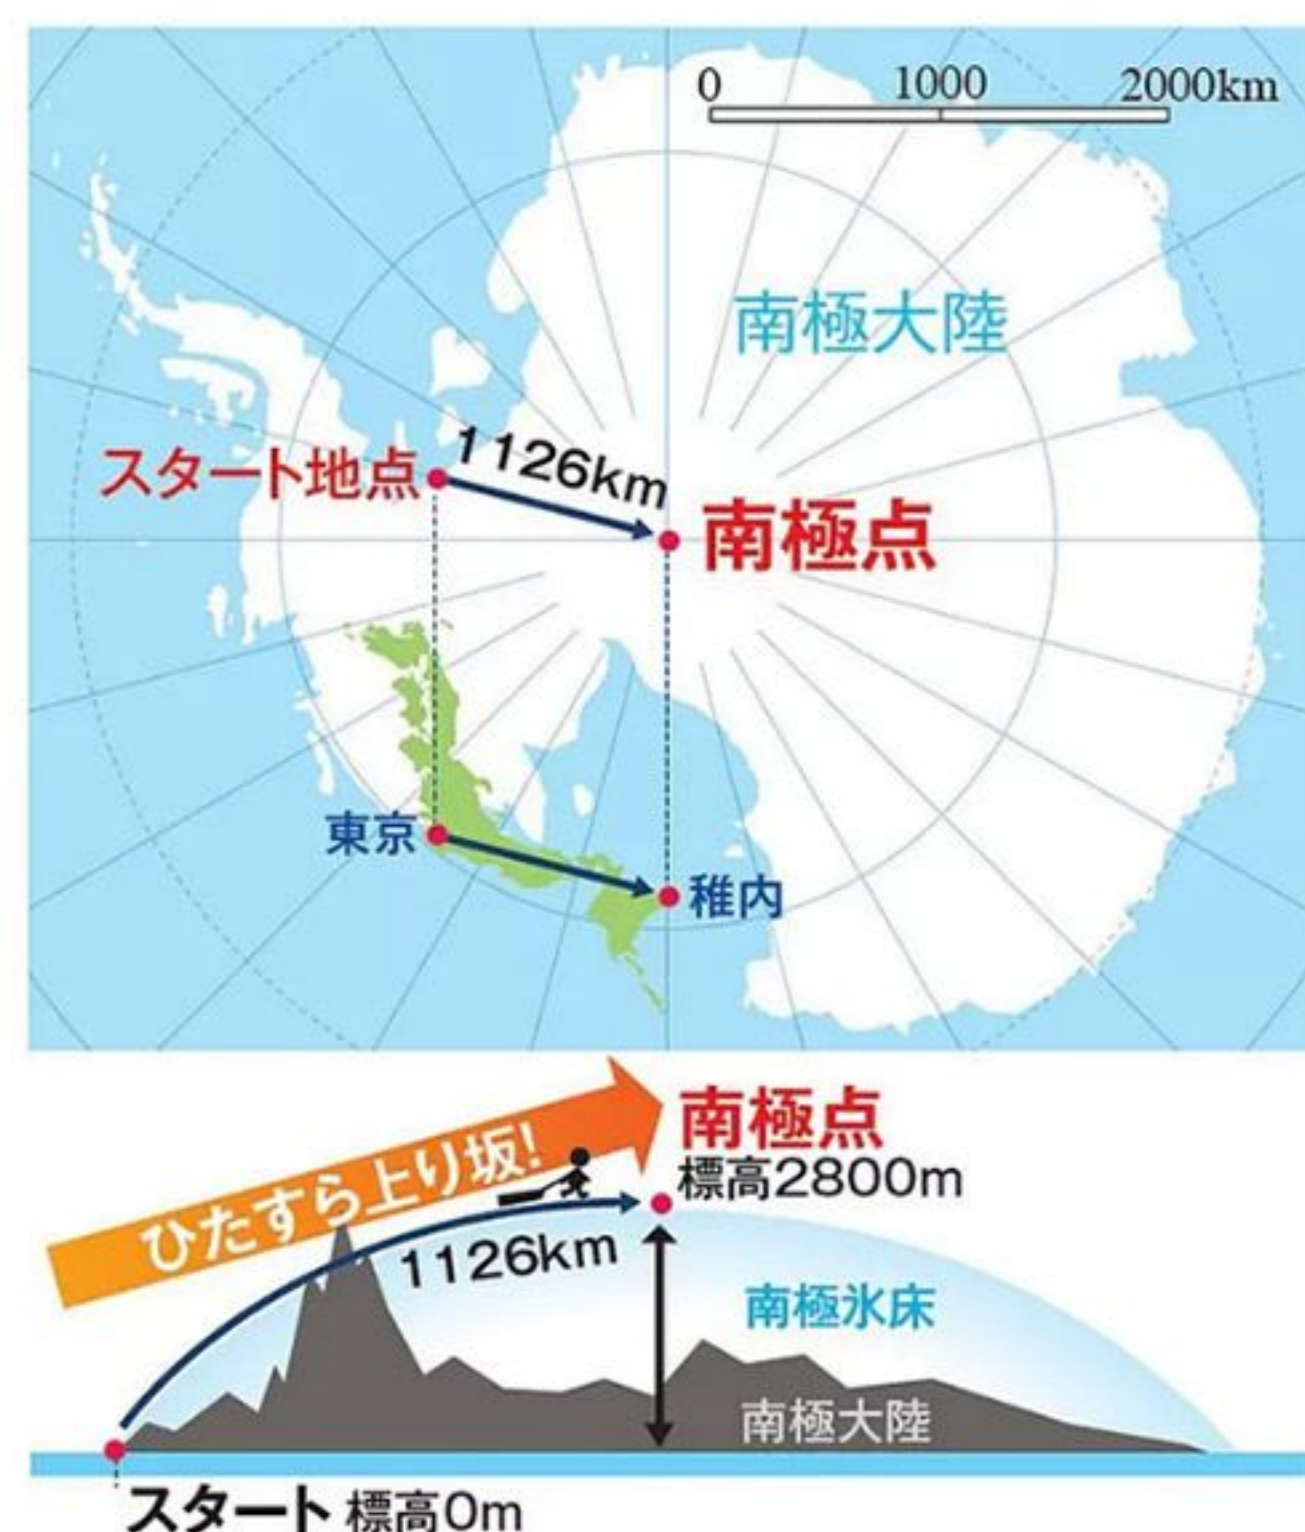 0 1000 2000km
南極大陸
1126km
スタート地点
南極点
東京
稚内
南極点
標高2800m
ひたすら上り坂!
1126km
南極氷床
南極大陸
スタート 標高0m